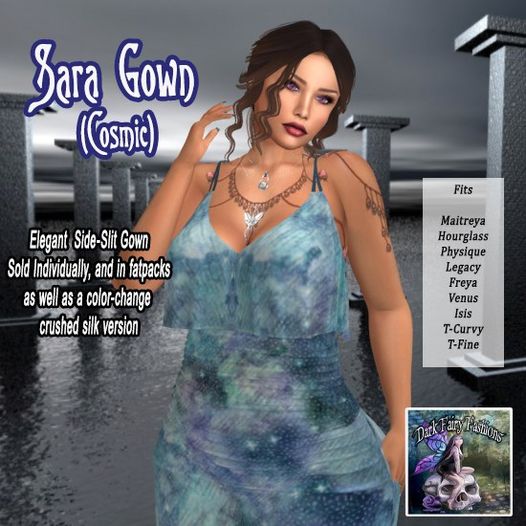 Sara Gown
(Cosmic)
Elegant Side-Slit Gown
Sold Individually, and in fatpacks
as well as a color-change
crushed silk version
Fits
Maitreya
Hourglass
Physique
Legacy
Freya
Venus
Isis
T-Curvy
T-Fine
Dark Fairy Fashions